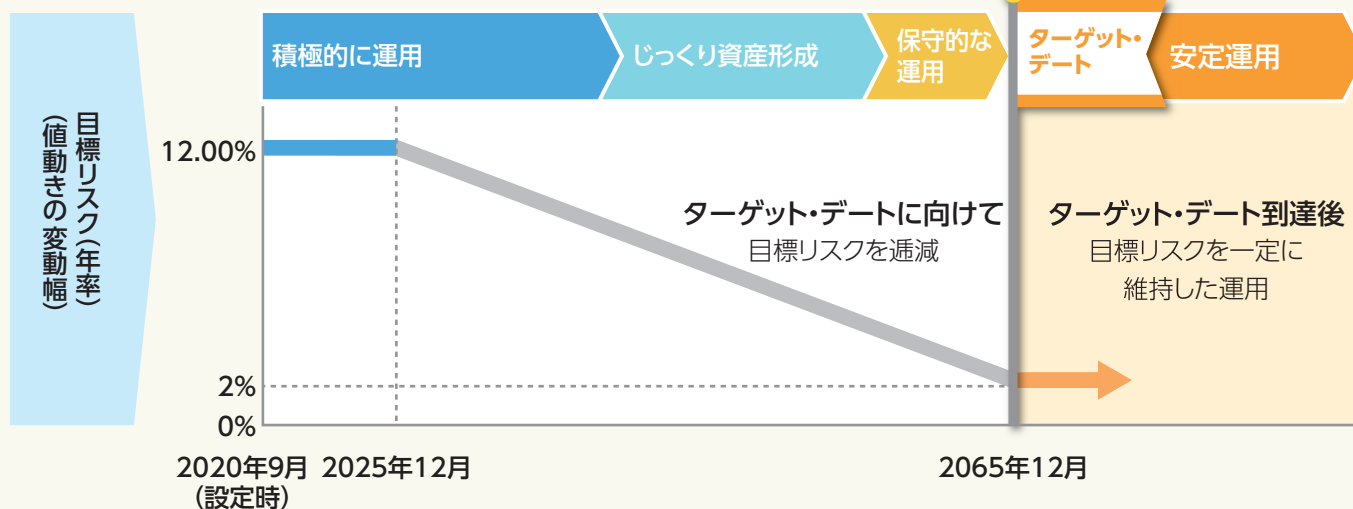 積極的に運用
じっくり資産形成
保守的な
運用
ターゲット・
デート
安定運用
目標リスク(年率)
(値動きの変動幅)
12.00%
ターゲット・デートに向けて
目標リスクを逓減
ターゲット・デート到達後
目標リスクを一定に
維持した運用
2%
0%
2020年9月
(設定時)
2025年12月
2065年12月